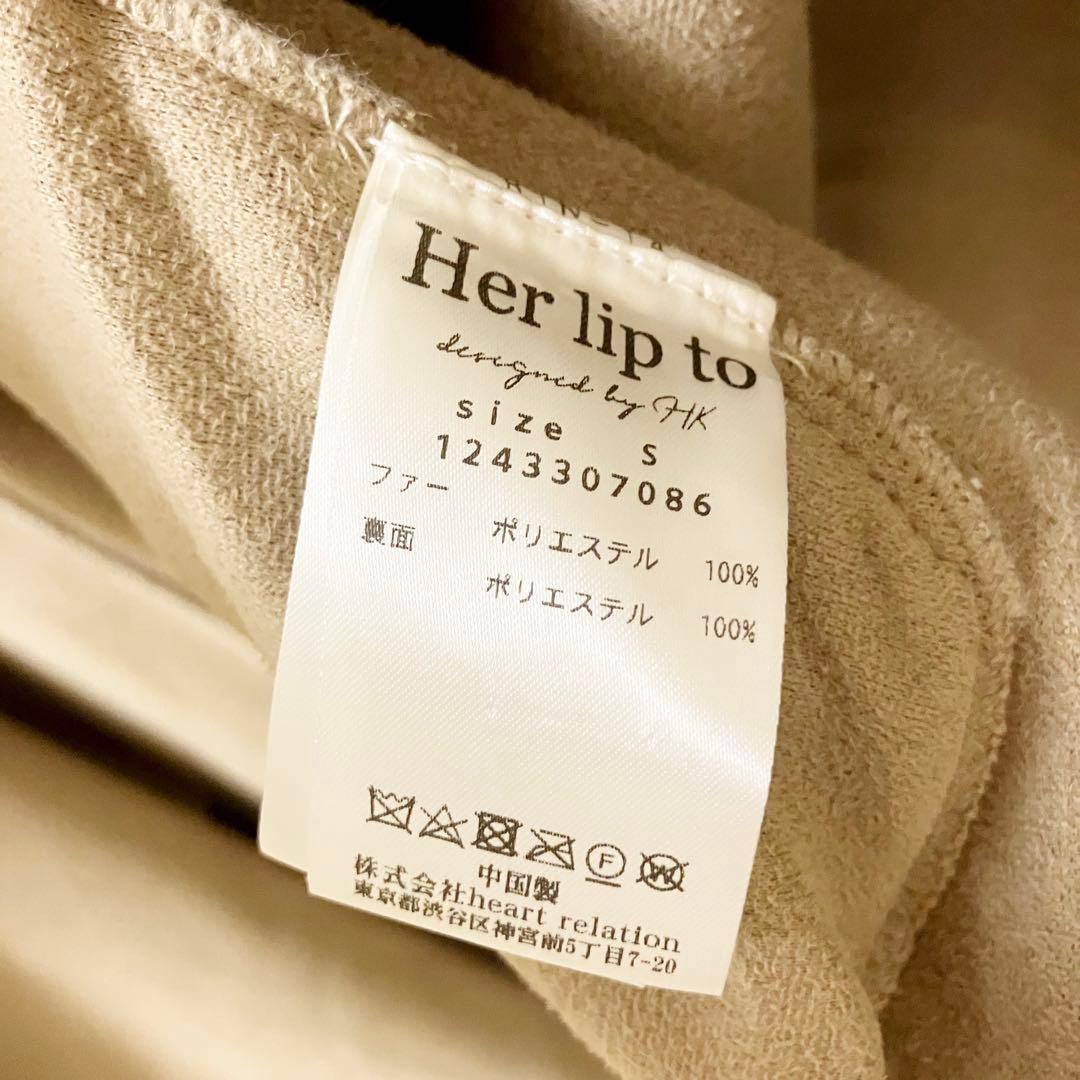 Her lip to
designed by HK
size S
1243307086
ファー ポリエステル 100%
裏面 ポリエステル 100%
F
W
中国製
株式会社heart relation
東京都渋谷区神宮前5丁目7-20